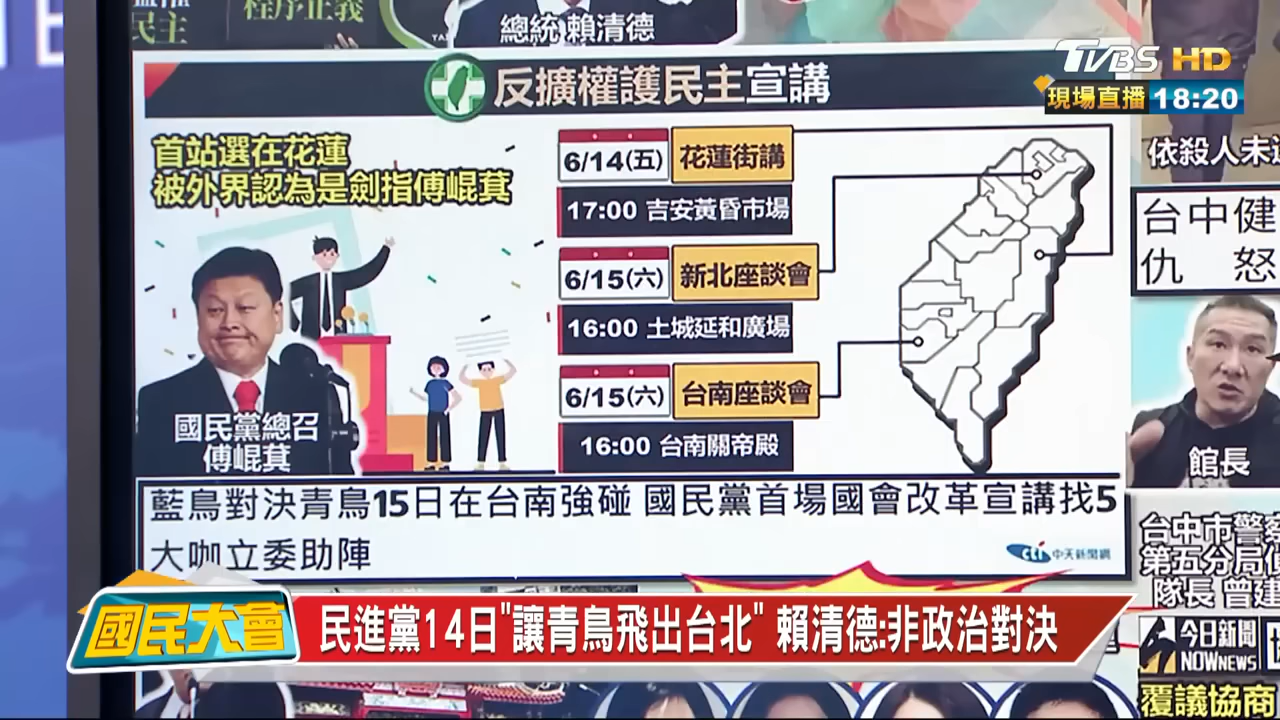 民主
程序正義
總統 賴清德
TVBS HD
現場直播 18:20
反擴權護民主宣講
首站選在花蓮
被外界認為是劍指傅崐萁
國民黨總召
傅崐萁
6/14(五) 花蓮街講
17:00 吉安黃昏市場
6/15(六) 新北座談會
16:00 土城延和廣場
6/15(六) 台南座談會
16:00 台南關帝殿
藍鳥對決青鳥15日在台南強碰 國民黨首場國會改革宣講找5
大咖立委助陣
cti 中天新聞網
依殺人未
台中健
仇 怒
館長
台中市警察
第五分局偵
隊長 曾建
今日新聞
NOWnews
覆議協商
國民大會
民進黨14日"讓青鳥飛出台北" 賴清德:非政治對決